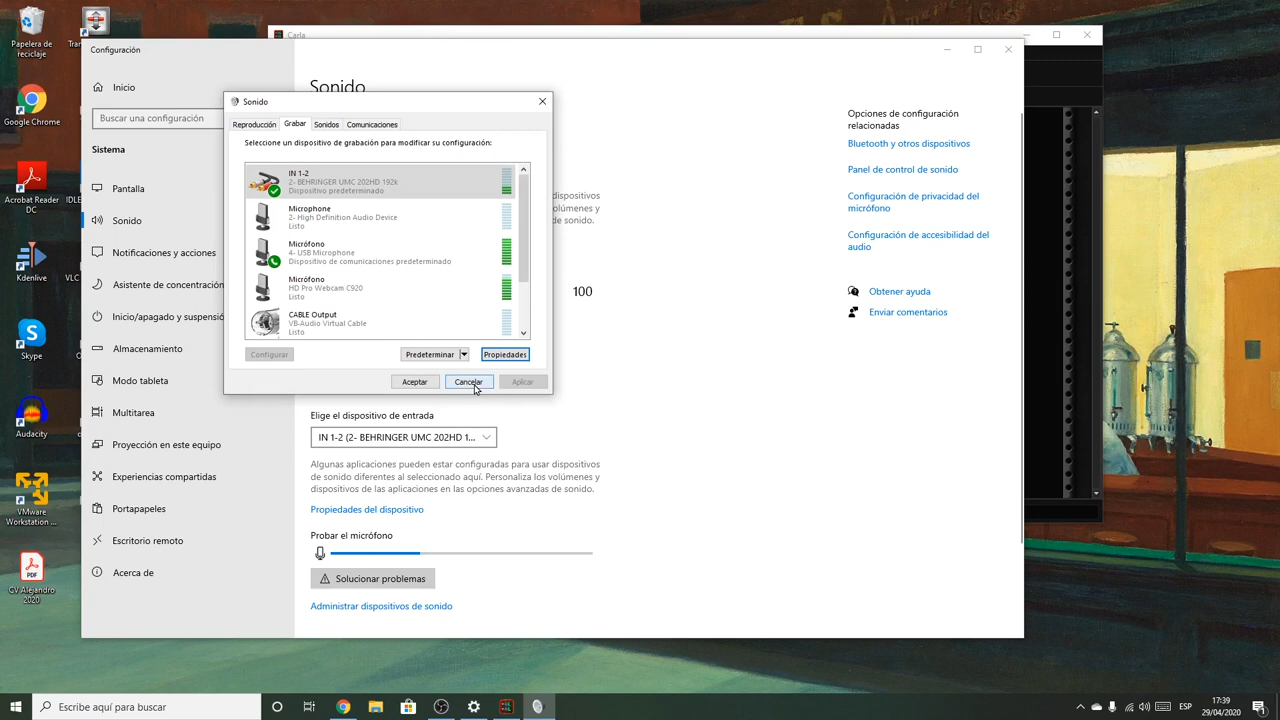 Papelera de
reciclaje
Tran
Google Chrome
C
Acrobat Reader
DC
IDLE
Kdenlive
VLC
Skype
C
Audacity
VMware
Workstation ...
PDF
CV Alejandro
2020
Carla
Configuración
Inicio
Buscar una configuración
Sistema
Pantalla
Sonido
Notificaciones y acciones
Asistente de concentración
Inicio/apagado y suspensió
Almacenamiento
Modo tableta
Multitarea
Proyección en este equipo
Experiencias compartidas
Portapapeles
Escritorio remoto
Acerca de
Sonido
dispositivos
volúmenes y
de sonido.
100
Sonido
Reproducción
Grabar
Sonidos
Comunicaciones
Seleccione un dispositivo de grabación para modificar su configuración:
IN 1-2
2- BEHRINGER UMC 202HD 192k
Dispositivo predeterminado
Microphone
2- High Definition Audio Device
Listo
Micrófono
4- USB Microphone
Dispositivo de comunicaciones predeterminado
Micrófono
HD Pro Webcam C920
Listo
CABLE Output
VB-Audio Virtual Cable
Listo
Configurar
Predeterminar
Propiedades
Aceptar
Cancelar
Aplicar
Elige el dispositivo de entrada
IN 1-2 (2- BEHRINGER UMC 202HD 1...
Algunas aplicaciones pueden estar configuradas para usar dispositivos
de sonido diferentes al seleccionado aquí. Personaliza los volúmenes y
dispositivos de las aplicaciones en las opciones avanzadas de sonido.
Propiedades del dispositivo
Probar el micrófono
Solucionar problemas
Administrar dispositivos de sonido
Opciones de configuración
relacionadas
Bluetooth y otros dispositivos
Panel de control de sonido
Configuración de privacidad del
micrófono
Configuración de accesibilidad del
audio
Obtener ayuda
Enviar comentarios
Escribe aquí para buscar
ESP
17:39
29/04/2020